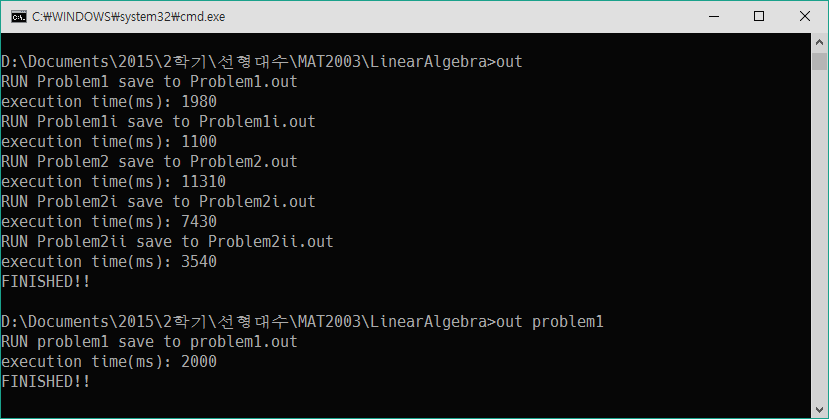 C:₩WINDOWS₩system32₩cmd.exe
D:\Documents\2015\2학기\선형대수\MAT2003\LinearAlgebra>out
RUN Problem1 save to Problem1.out
execution time(ms): 1980
RUN Problem1i save to Problem1i.out
execution time(ms): 1100
RUN Problem2 save to Problem2.out
execution time(ms): 11310
RUN Problem2i save to Problem2i.out
execution time(ms): 7430
RUN Problem2ii save to Problem2ii.out
execution time(ms): 3540
FINISHED!!
D:\Documents\2015\2학기\선형대수\MAT2003\LinearAlgebra>out problem1
RUN problem1 save to problem1.out
execution time(ms): 2000
FINISHED!!